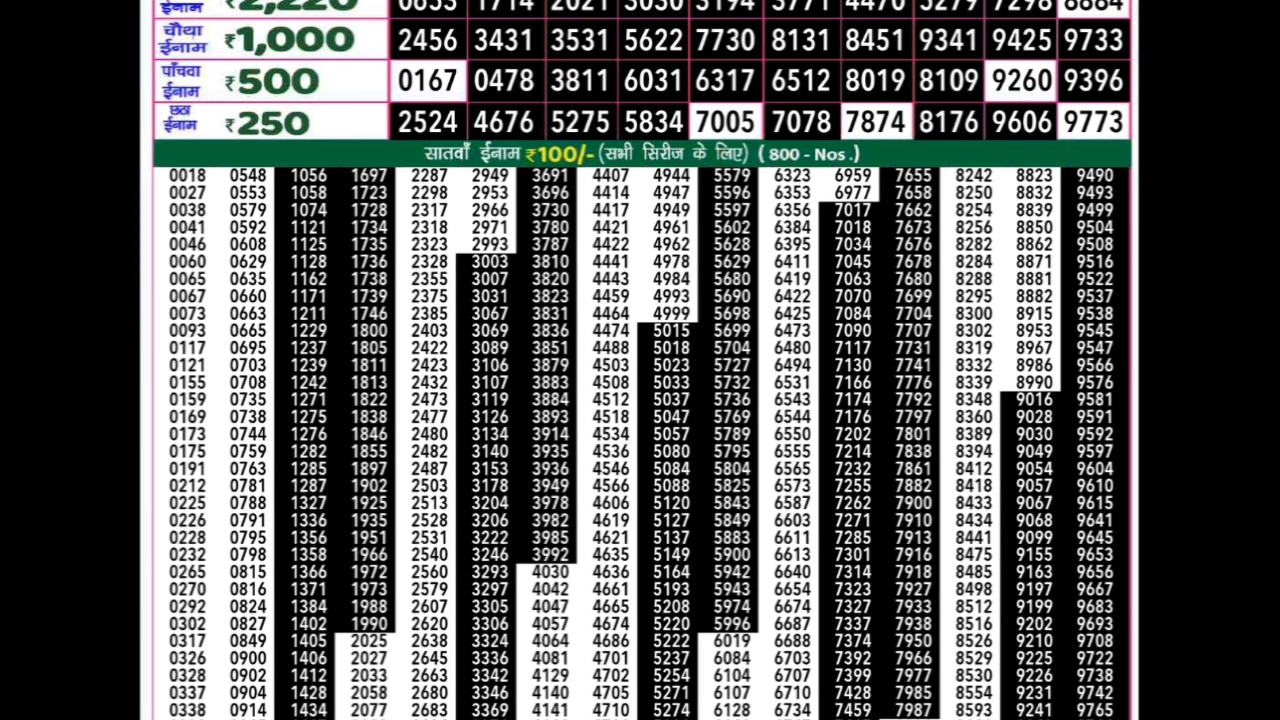 ईनाम ₹2,220 0653 1714 2021 3030 3194 3771 4470 5279 7298 8884
चौथा ईनाम ₹1,000 2456 3431 3531 5622 7730 8131 8451 9341 9425 9733
पाँचवा ईनाम ₹500 0167 0478 3811 6031 6317 6512 8019 8109 9260 9396
छठा ईनाम ₹250 2524 4676 5275 5834 7005 7078 7874 8176 9606 9773
सातवाँ ईनाम ₹100/- (सभी सिरीज के लिए) ( 800 - Nos .)
0018 0548 1056 1697 2287 2949 3691 4407 4944 5579 6323 6959 7655 8242 8823 9490
0027 0553 1058 1723 2298 2953 3696 4414 4947 5596 6353 6977 7658 8250 8832 9493
0038 0579 1074 1728 2317 2966 3730 4417 4949 5597 6356 7017 7662 8254 8839 9499
0041 0592 1121 1734 2318 2971 3780 4421 4961 5602 6384 7018 7673 8256 8850 9504
0046 0608 1125 1735 2323 2993 3787 4422 4962 5628 6395 7034 7676 8282 8862 9508
0060 0629 1128 1736 2328 3003 3810 4441 4978 5629 6411 7045 7678 8284 8871 9516
0065 0635 1162 1738 2355 3007 3820 4443 4984 5680 6419 7063 7680 8288 8881 9522
0067 0660 1171 1739 2375 3031 3823 4459 4993 5690 6422 7070 7699 8295 8882 9537
0073 0663 1211 1746 2385 3067 3831 4464 4999 5698 6425 7084 7704 8300 8915 9538
0093 0665 1229 1800 2403 3069 3836 4474 5015 5699 6473 7090 7707 8302 8953 9545
0117 0695 1237 1805 2422 3089 3851 4488 5018 5704 6480 7117 7731 8319 8967 9547
0121 0703 1239 1811 2423 3106 3879 4503 5023 5727 6494 7130 7741 8332 8986 9566
0155 0708 1242 1813 2432 3107 3883 4508 5033 5732 6531 7166 7776 8339 8990 9576
0159 0735 1271 1822 2473 3119 3884 4512 5037 5736 6543 7174 7792 8348 9016 9581
0169 0738 1275 1838 2477 3126 3893 4518 5047 5769 6544 7176 7797 8360 9028 9591
0173 0744 1276 1846 2480 3134 3914 4534 5057 5789 6550 7202 7801 8389 9030 9592
0175 0759 1282 1855 2482 3140 3935 4536 5080 5795 6555 7214 7838 8394 9049 9597
0191 0763 1285 1897 2487 3153 3936 4546 5084 5804 6565 7232 7861 8412 9054 9604
0212 0781 1287 1902 2503 3178 3949 4566 5088 5825 6573 7255 7882 8418 9057 9610
0225 0788 1327 1925 2513 3204 3978 4606 5120 5843 6587 7262 7900 8433 9067 9615
0226 0791 1336 1935 2528 3206 3982 4619 5127 5849 6603 7271 7910 8434 9068 9641
0228 0795 1356 1951 2531 3222 3985 4621 5137 5883 6611 7285 7913 8441 9099 9645
0232 0798 1358 1966 2540 3246 3992 4635 5149 5900 6613 7301 7916 8475 9155 9653
0265 0815 1366 1972 2560 3293 4030 4636 5164 5942 6640 7314 7918 8485 9163 9656
0270 0816 1371 1973 2579 3297 4042 4661 5193 5943 6654 7323 7927 8498 9197 9667
0292 0824 1384 1988 2607 3305 4047 4665 5208 5974 6674 7327 7933 8512 9199 9683
0302 0827 1402 1990 2620 3306 4057 4674 5220 5996 6687 7337 7938 8516 9202 9693
0317 0849 1405 2025 2638 3324 4064 4686 5222 6019 6688 7374 7950 8526 9210 9708
0326 0900 1406 2027 2645 3336 4081 4701 5237 6084 6703 7392 7966 8529 9225 9722
0328 0902 1412 2033 2663 3342 4129 4702 5254 6104 6707 7399 7977 8530 9226 9738
0337 0904 1428 2058 2680 3346 4140 4705 5271 6107 6710 7428 7985 8554 9231 9742
0338 0914 1434 2077 2683 3369 4141 4710 5274 6128 6734 7459 7987 8593 9241 9765